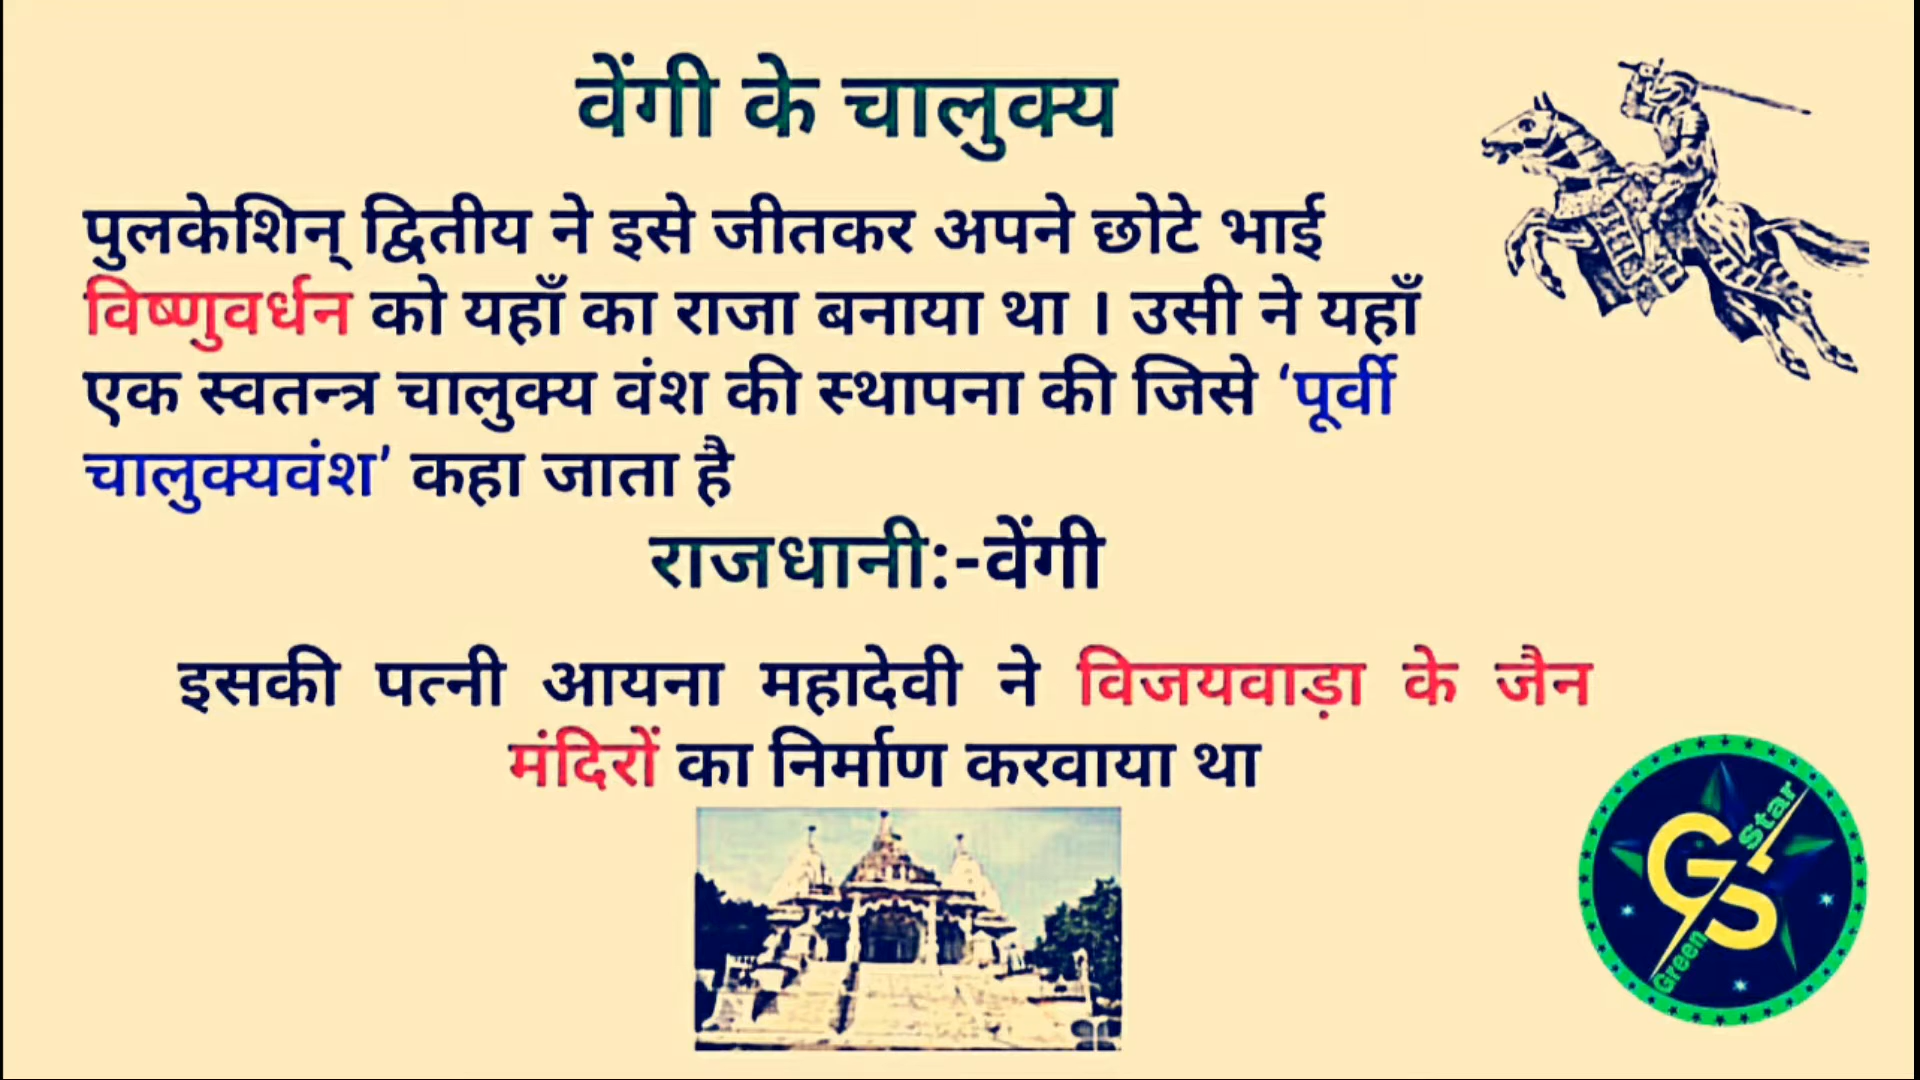 वेंगी के चालुक्य
पुलकेशिन् द्वितीय ने इसे जीतकर अपने छोटे भाई
विष्णुवर्धन को यहाँ का राजा बनाया था । उसी ने यहाँ
एक स्वतन्त्र चालुक्य वंश की स्थापना की जिसे ‘पूर्वी
चालुक्यवंश’ कहा जाता है
राजधानी:-वेंगी
इसकी पत्नी आयना महादेवी ने विजयवाड़ा के जैन
मंदिरों का निर्माण करवाया था
Star
GS
Green